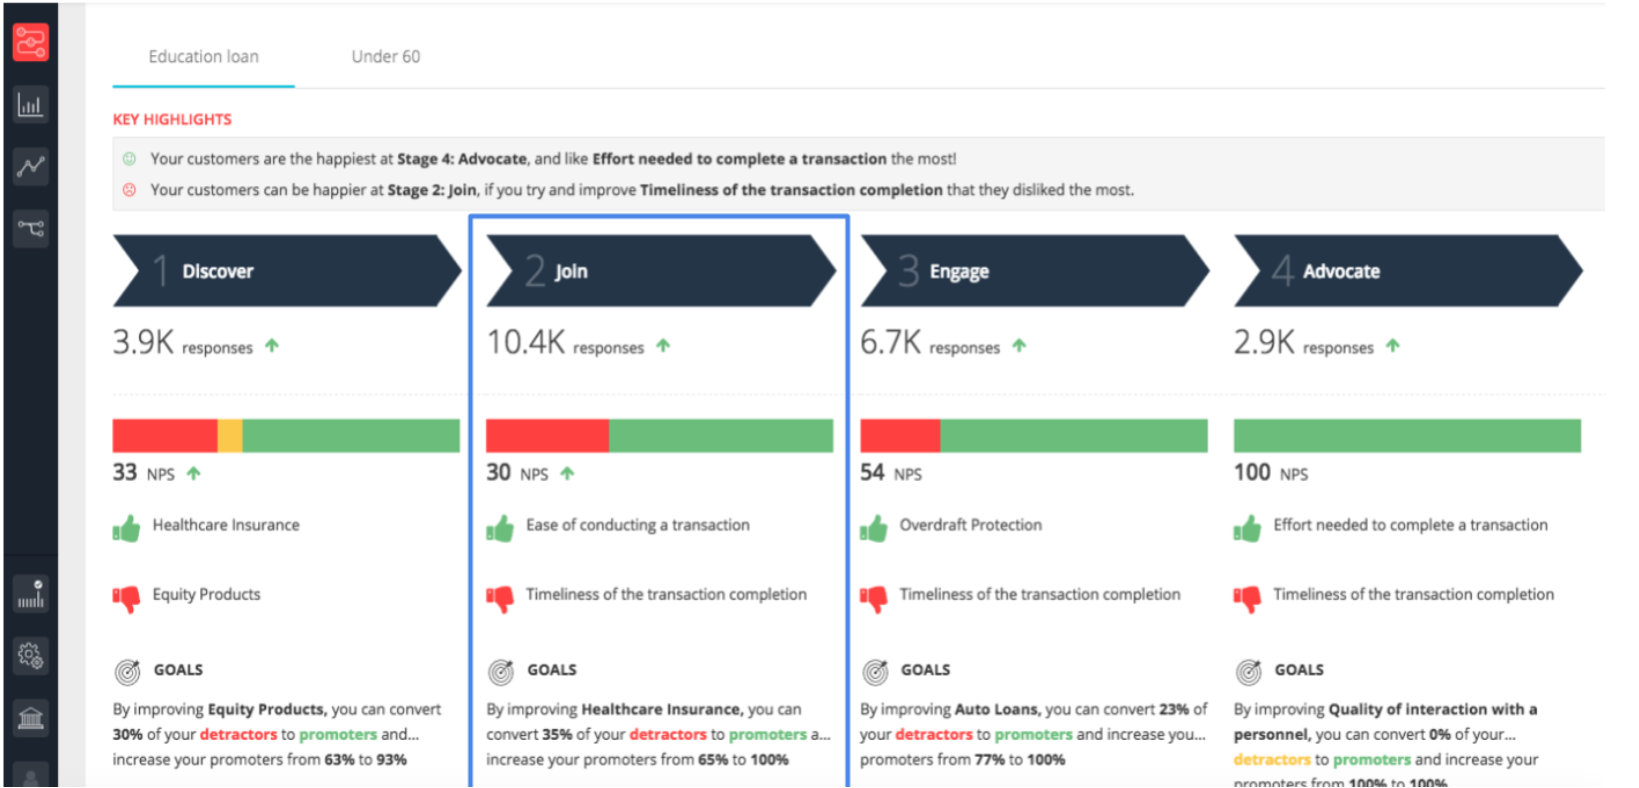 Education loan
Under 60
KEY HIGHLIGHTS
Your customers are the happiest at Stage 4: Advocate, and like Effort needed to complete a transaction the most!
Your customers can be happier at Stage 2: Join, if you try and improve Timeliness of the transaction completion that they disliked the most.
1 Discover
3.9K responses
33 NPS
Healthcare Insurance
Equity Products
GOALS
By improving Equity Products, you can convert
30% of your detractors to promoters and...
increase your promoters from 63% to 93%
2 Join
10.4K responses
30 NPS
Ease of conducting a transaction
Timeliness of the transaction completion
GOALS
By improving Healthcare Insurance, you can
convert 35% of your detractors to promoters a...
increase your promoters from 65% to 100%
3 Engage
6.7K responses
54 NPS
Overdraft Protection
Timeliness of the transaction completion
GOALS
By improving Auto Loans, you can convert 23% of
your detractors to promoters and increase you...
promoters from 77% to 100%
4 Advocate
2.9K responses
100 NPS
Effort needed to complete a transaction
Timeliness of the transaction completion
GOALS
By improving Quality of interaction with a
personnel, you can convert 0% of your...
detractors to promoters and increase your
promoters from 100% to 100%